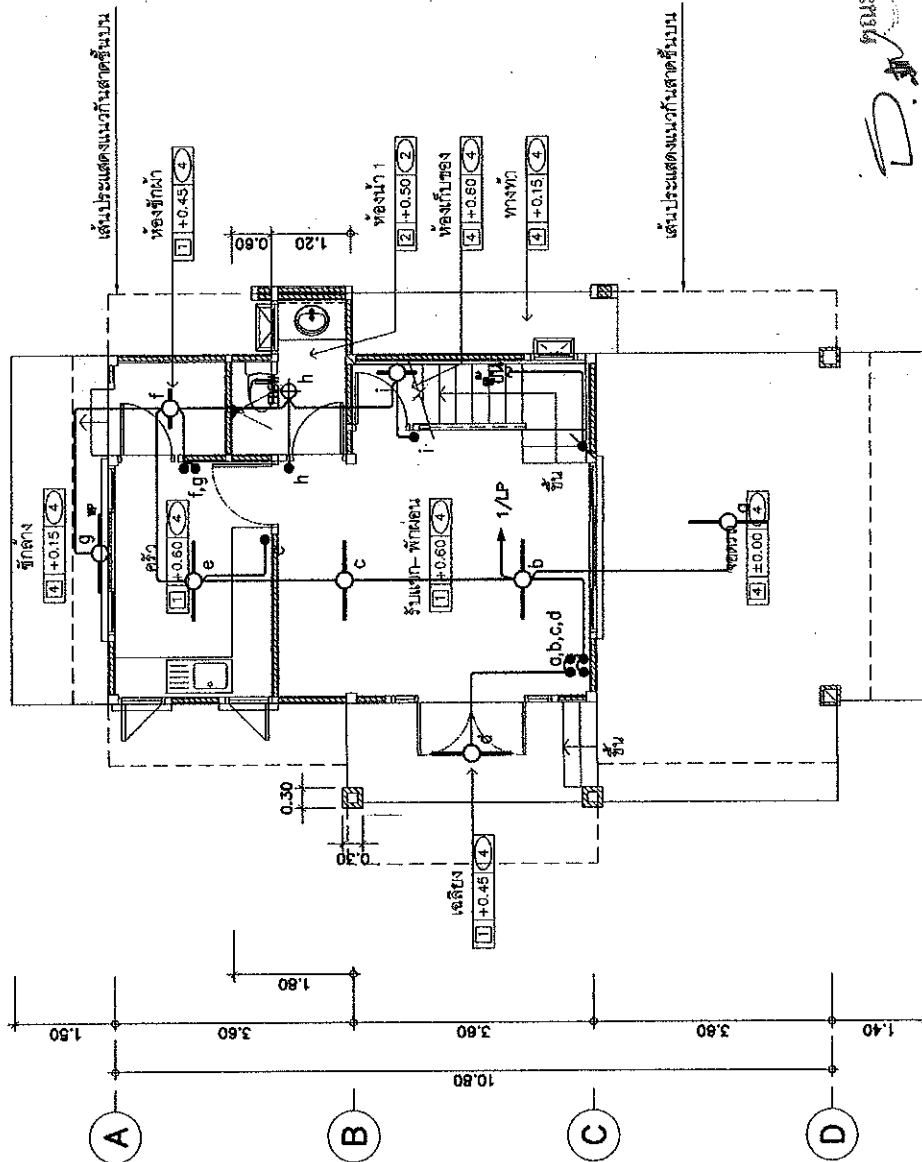 เส้นประแสดงแนวกันสาดชั้นบน
ห้องซักผ้า
1 +0.45 4
ซักล้าง
4 +0.15 4
WP
g
f
f,g
0.60
1.20
ห้องน้ำ 1
2 +0.50 2
h
h
ครัว
1 +0.60 4
e
ห้องเก็บของ
4 +0.60 4
i
i
ทางเท้า
4 +0.15 4
c
รับแขก-พักผ่อน
1 +0.60 4
1/LP
b
a,b,c,d
ขึ้น
เส้นประแสดงแนวกันสาดชั้นบน
a
จอดรถ
4 ±0.00 4
d
ขึ้น
0.30
0.30
เฉลียง
1 +0.45 4
1.80
1.50
3.60
3.60
3.60
1.40
10.80
A
B
C
D